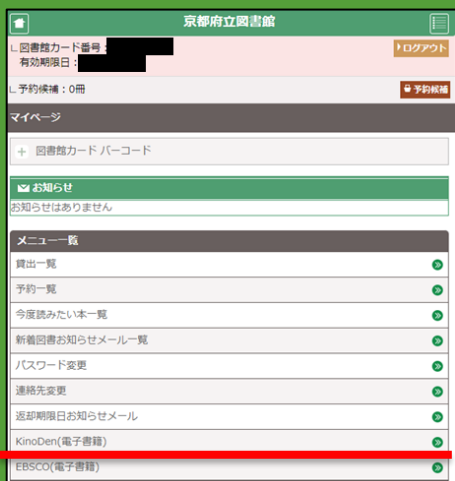 京都府立図書館
∟図書館カード番号：
有効期限日：
ログアウト
∟予約候補：0冊
予約候補
マイページ
+ 図書館カード バーコード
お知らせ
お知らせはありません
メニュー一覧
貸出一覧
予約一覧
今度読みたい本一覧
新着図書お知らせメール一覧
パスワード変更
連絡先変更
返却期限日お知らせメール
KinoDen(電子書籍)
EBSCO(電子書籍)